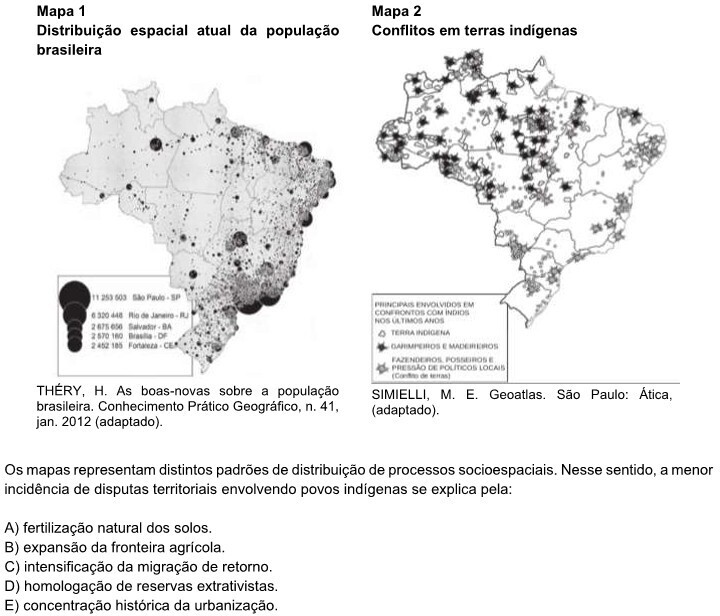 Mapa 1
Distribuição espacial atual da população
brasileira
11 253 503 São Paulo - SP
6 320 446 Rio de Janeiro - RJ
2 675 656 Salvador - BA
2 570 160 Brasília - DF
2 452 185 Fortaleza - CE
THÉRY, H. As boas-novas sobre a população
brasileira. Conhecimento Prático Geográfico, n. 41,
jan. 2012 (adaptado).
Mapa 2
Conflitos em terras indígenas
PRINCIPAIS ENVOLVIDOS EM
CONFRONTOS COM ÍNDIOS
NOS ÚLTIMOS ANOS
TERRA INDÍGENA
GARIMPEIROS E MADEIREIROS
FAZENDEIROS, POSSEIROS E
PRESSÃO DE POLÍTICOS LOCAIS
(Conflito de terras)
SIMIELLI, M. E. Geoatlas. São Paulo: Ática,
(adaptado).
Os mapas representam distintos padrões de distribuição de processos socioespaciais. Nesse sentido, a menor
incidência de disputas territoriais envolvendo povos indígenas se explica pela:
A) fertilização natural dos solos.
B) expansão da fronteira agrícola.
C) intensificação da migração de retorno.
D) homologação de reservas extrativistas.
E) concentração histórica da urbanização.